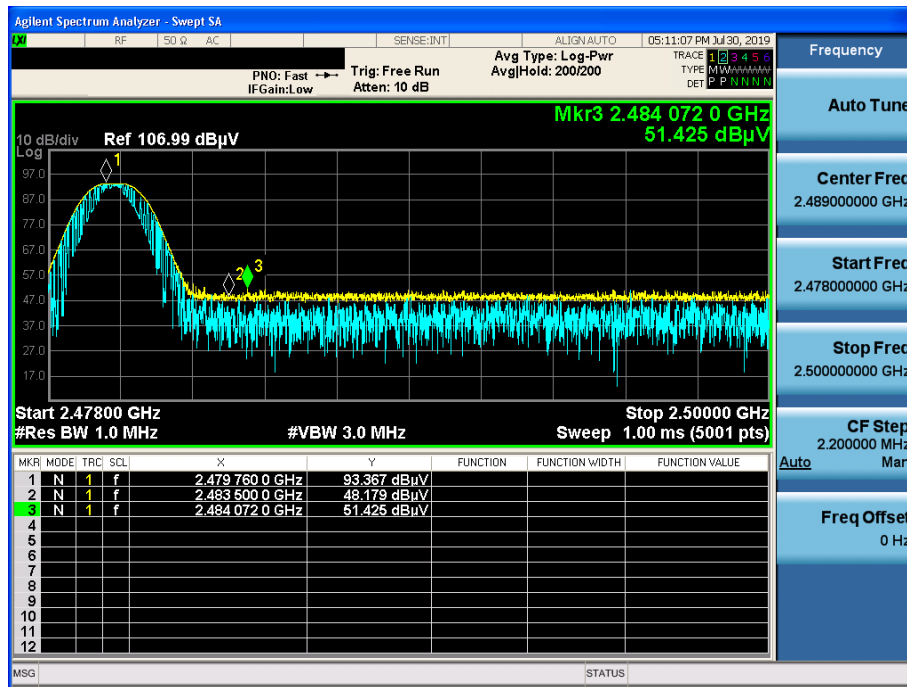 Agilent Spectrum Analyzer - Swept SA
LXI RF 50 Ω AC SENSE:INT ALIGN AUTO 05:11:07 PM Jul 30, 2019
PNO: Fast Trig: Free Run Avg Type: Log-Pwr TRACE 1 2 3 4 5 6
IFGain:Low Atten: 10 dB Avg|Hold: 200/200 TYPE M WWWWW
DET P P N N N N
Mkr3 2.484 072 0 GHz
51.425 dBµV
10 dB/div Ref 106.99 dBµV
Log
97.0
87.0
77.0
67.0
57.0
47.0
37.0
27.0
17.0
1
2
3
Start 2.47800 GHz Stop 2.50000 GHz
#Res BW 1.0 MHz #VBW 3.0 MHz Sweep 1.00 ms (5001 pts)
MKR MODE TRC SCL X Y FUNCTION FUNCTION WIDTH FUNCTION VALUE
1 N 1 f 2.479 760 0 GHz 93.367 dBµV
2 N 1 f 2.483 500 0 GHz 48.179 dBµV
3 N 1 f 2.484 072 0 GHz 51.425 dBµV
4
5
6
7
8
9
10
11
12
MSG STATUS
Frequency
Auto Tune
Center Freq
2.489000000 GHz
Start Freq
2.478000000 GHz
Stop Freq
2.500000000 GHz
CF Step
2.200000 MHz
Auto Man
Freq Offset
0 Hz